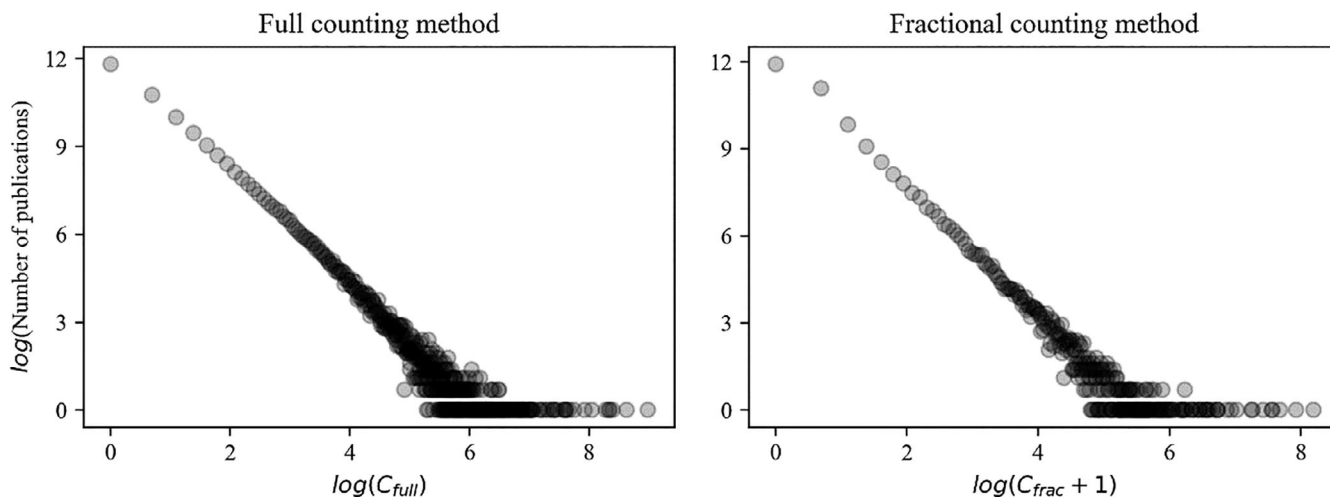 Full counting method
Fractional counting method
log(Number of publications)
12
9
6
3
0
0 2 4 6 8
log(C_full)
12
9
6
3
0
0 2 4 6 8
log(C_frac + 1)